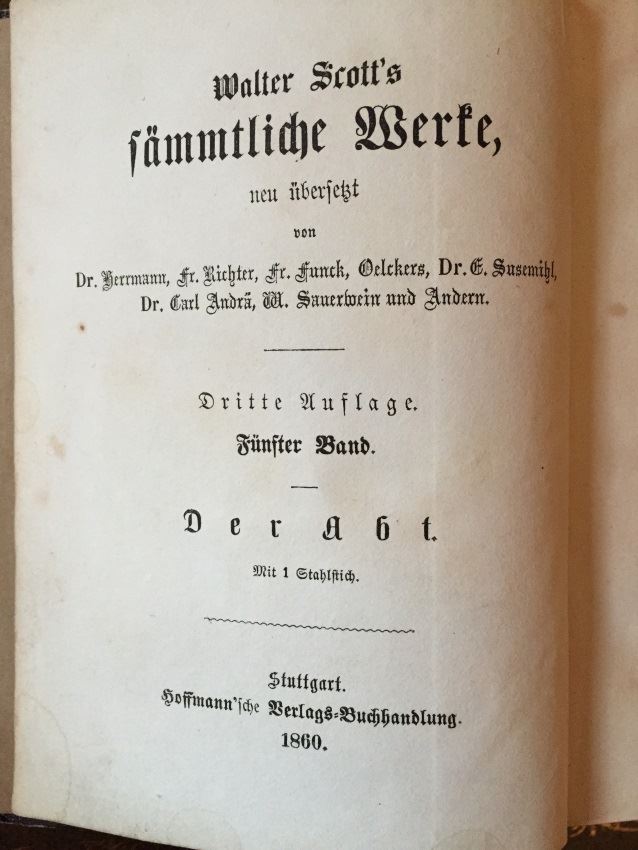 Walter Scott's
sämmtliche Werke,
neu übersetzt
von
Dr. Herrmann, Fr. Richter, Fr. Funck, Oelckers, Dr. E. Susemihl,
Dr. Carl Andrä, W. Sauerwein und Andern.
Dritte Auflage.
Fünfter Band.
Der Abt.
Mit 1 Stahlstich.
Stuttgart.
Hoffmann'sche Verlags-Buchhandlung.
1860.